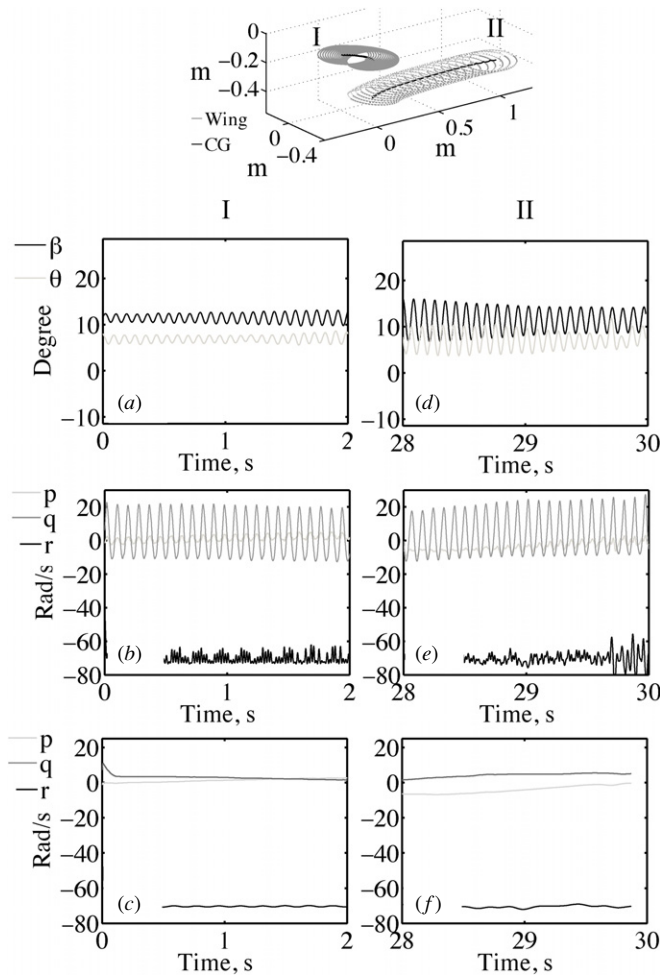 I II
0
−0.2
m −0.4
Wing
CG
0
−0.4
m
0 0.5 1
m
I II
β
θ
20
10
0
−10
Degree
(a)
0 1 2
Time, s
20
10
0
−10
(d)
28 29 30
Time, s
p
q
r
20
0
−20
−40
−60
−80
Rad/s
(b)
0 1 2
Time, s
20
0
−20
−40
−60
−80
(e)
28 29 30
Time, s
p
q
r
20
0
−20
−40
−60
−80
Rad/s
(c)
0 1 2
Time, s
20
0
−20
−40
−60
−80
(f)
28 29 30
Time, s